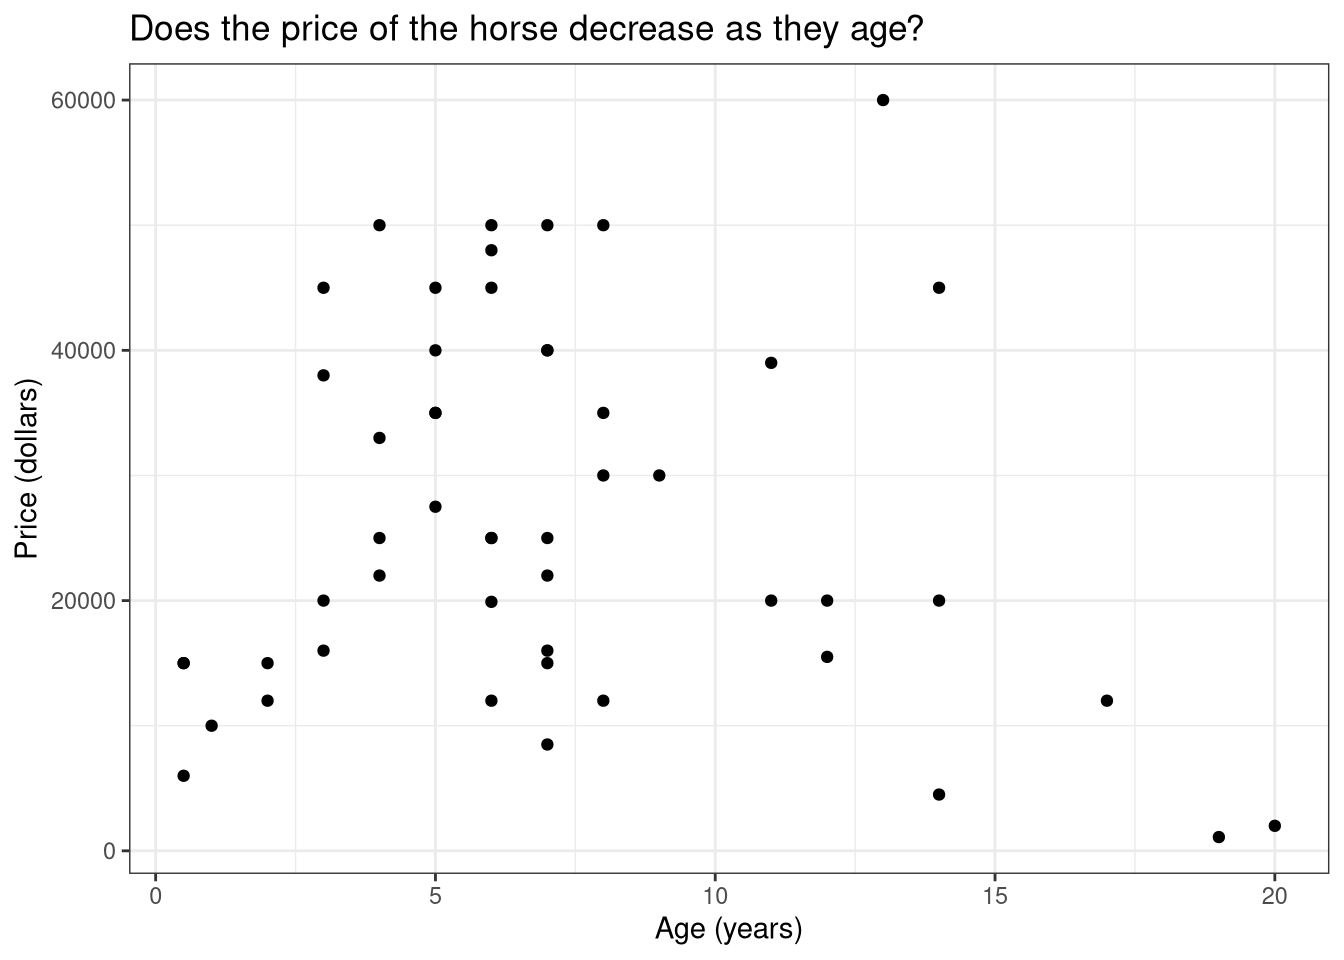 Does the price of the horse decrease as they age?
60000
40000
20000
0
Price (dollars)
0 5 10 15 20
Age (years)